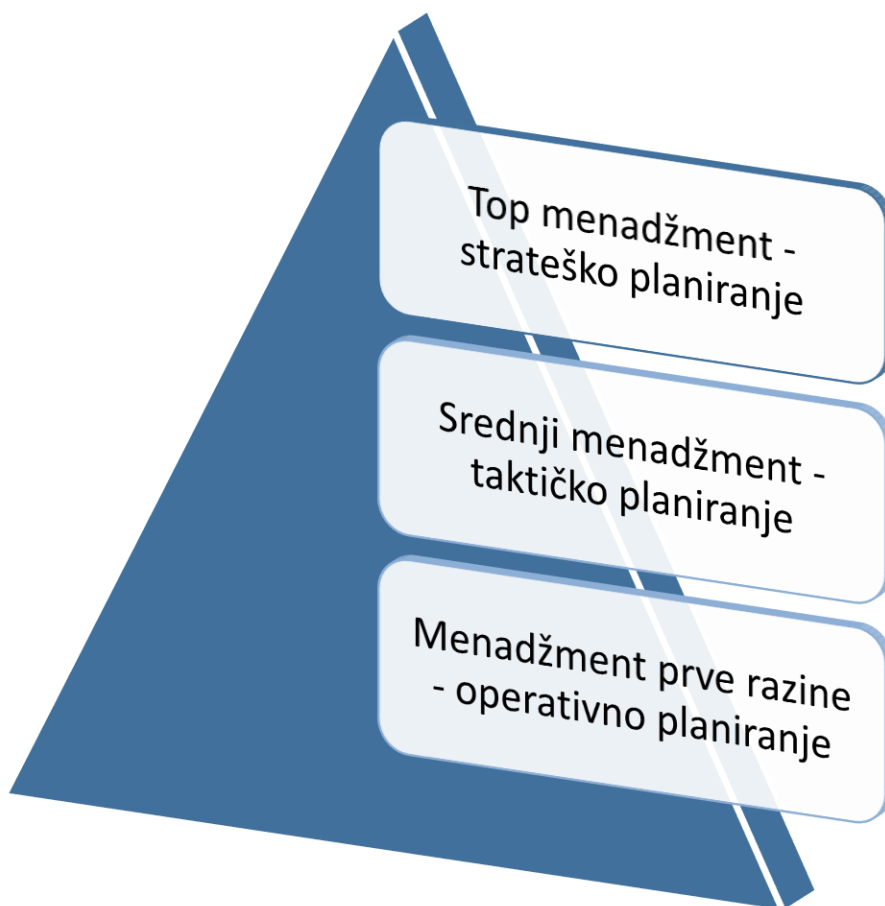 Top menadžment -
strateško planiranje
Srednji menadžment -
taktičko planiranje
Menadžment prve razine
- operativno planiranje